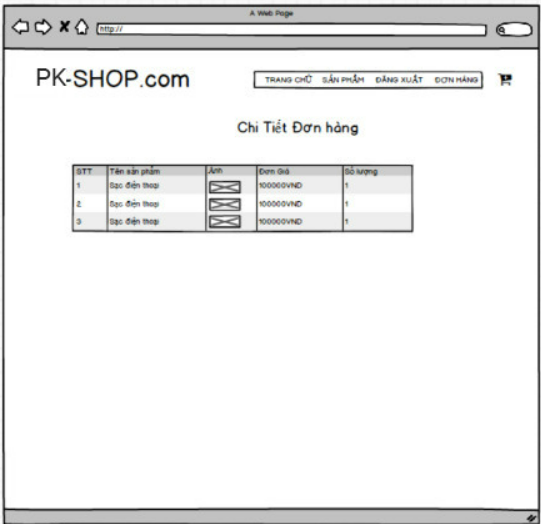 A Web Page
http://
PK-SHOP.com
TRANG CHỦ SẢN PHẨM ĐĂNG XUẤT ĐƠN HÀNG
Chi Tiết Đơn hàng
STT Tên sản phẩm Ảnh Đơn Giá Số lượng
1 Sạc điện thoại 100000VND 1
2 Sạc điện thoại 100000VND 1
3 Sạc điện thoại 100000VND 1